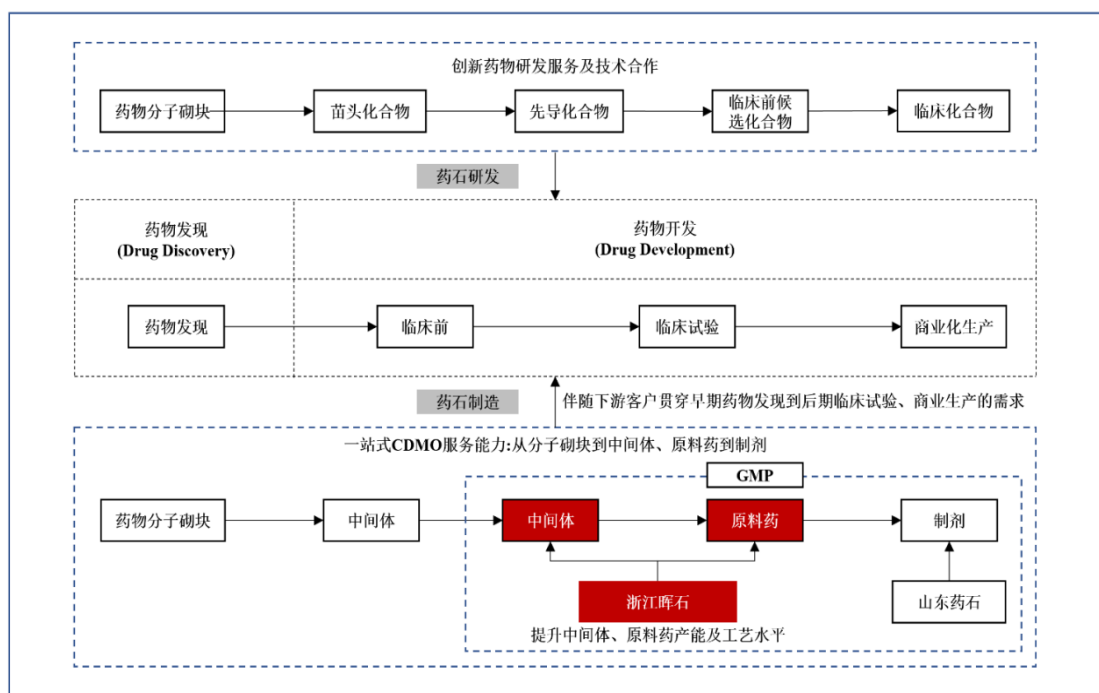 创新药物研发服务及技术合作
药物分子砌块
苗头化合物
先导化合物
临床前候
选化合物
临床化合物
药石研发
药物发现
(Drug Discovery)
药物开发
(Drug Development)
药物发现
临床前
临床试验
商业化生产
药石制造
伴随下游客户贯穿早期药物发现到后期临床试验、商业生产的需求
一站式CDMO服务能力:从分子砌块到中间体、原料药到制剂
GMP
药物分子砌块
中间体
中间体
原料药
制剂
浙江晖石
山东药石
提升中间体、原料药产能及工艺水平